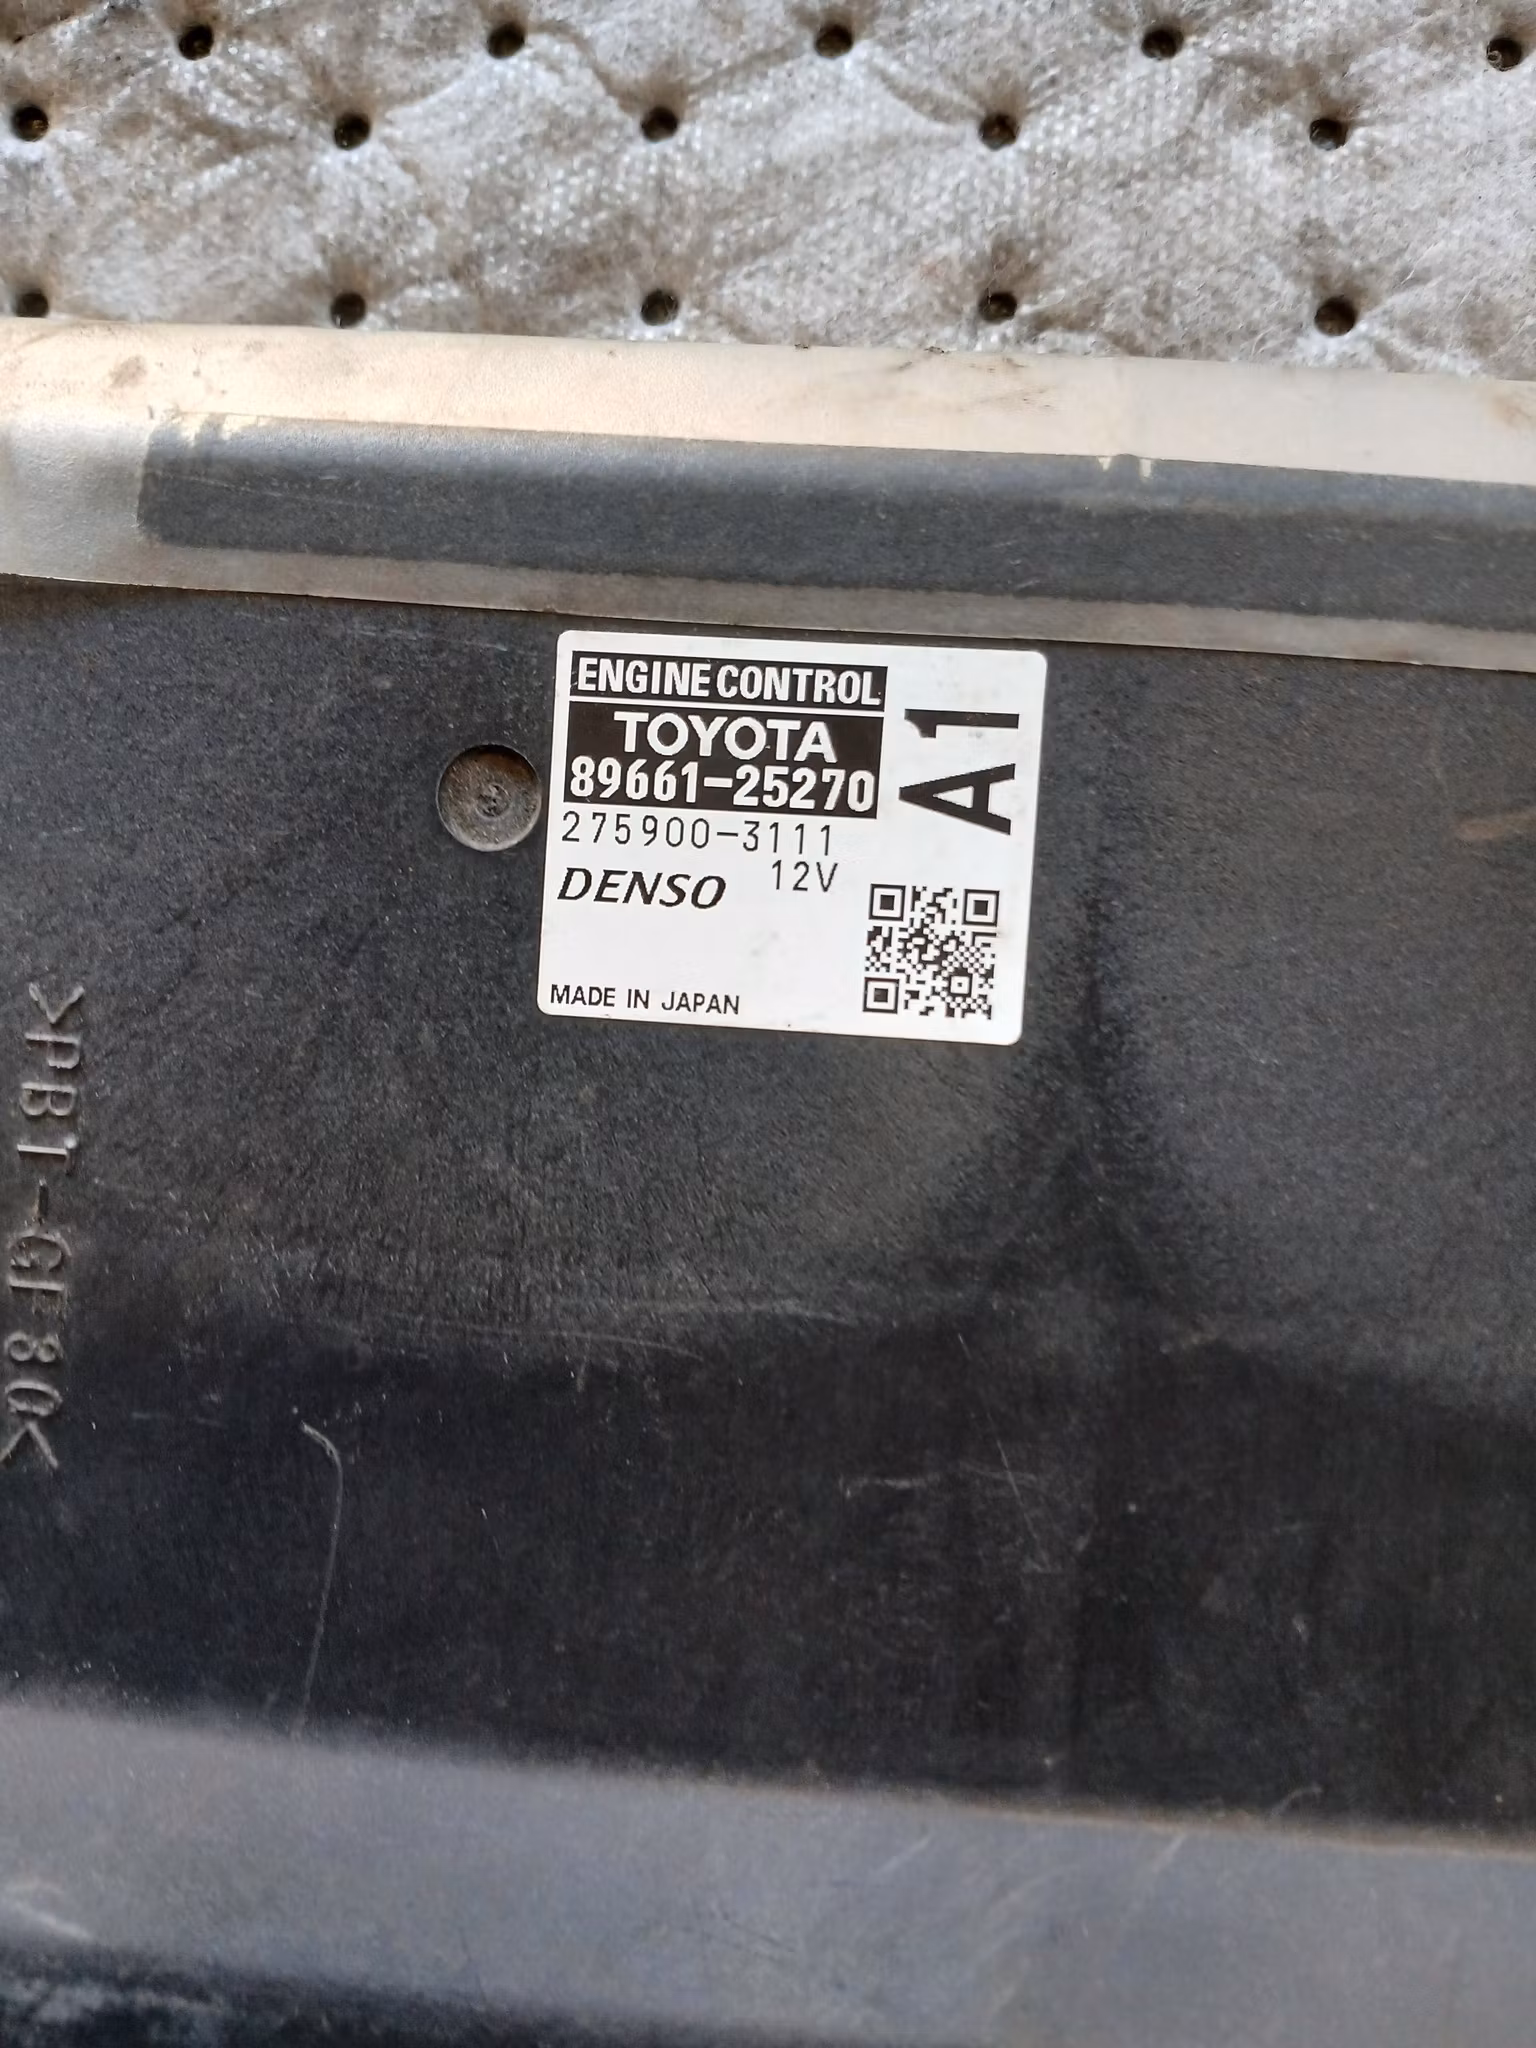 ENGINE CONTROL
TOYOTA
89661-25270
A1
275900-3111
12V
DENSO
MADE IN JAPAN
>PBT-GF30<